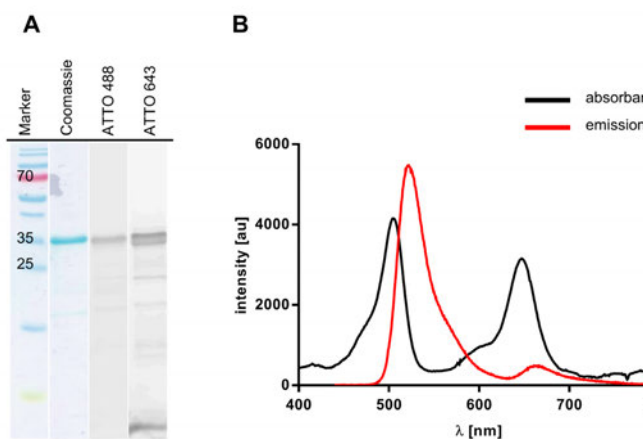 A
Marker
Coomassie
ATTO 488
ATTO 643
70
35
25
B
absorban
emission
6000
4000
2000
0
intensity [au]
400
500
600
700
λ [nm]